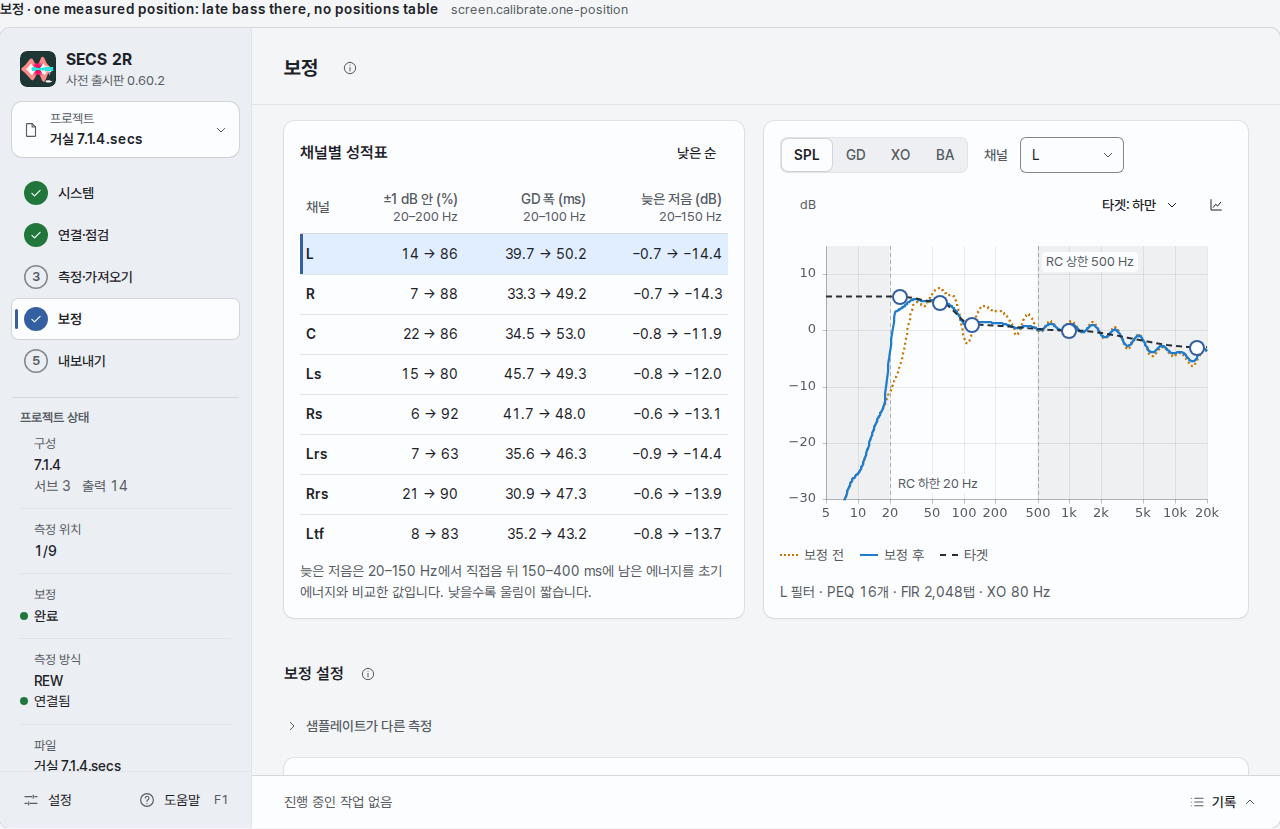 보정 · one measured position: late bass there, no positions table screen.calibrate.one-position
SECS 2R
사전 출시판 0.60.2
프로젝트
거실 7.1.4.secs
시스템
연결·점검
3 측정·가져오기
보정
5 내보내기
프로젝트 상태
구성
7.1.4
서브 3 출력 14
측정 위치
1/9
보정
완료
측정 방식
REW
연결됨
파일
거실 7.1.4.secs
설정 도움말 F1
보정
채널별 성적표 낮은 순
채널 ±1 dB 안 (%) GD 폭 (ms) 늦은 저음 (dB)
20–200 Hz 20–100 Hz 20–150 Hz
L 14 → 86 39.7 → 50.2 −0.7 → −14.4
R 7 → 88 33.3 → 49.2 −0.7 → −14.3
C 22 → 86 34.5 → 53.0 −0.8 → −11.9
Ls 15 → 80 45.7 → 49.3 −0.8 → −12.0
Rs 6 → 92 41.7 → 48.0 −0.6 → −13.1
Lrs 7 → 63 35.6 → 46.3 −0.9 → −14.4
Rrs 21 → 90 30.9 → 47.3 −0.6 → −13.9
Ltf 8 → 83 35.2 → 43.2 −0.8 → −13.7
늦은 저음은 20–150 Hz에서 직접음 뒤 150–400 ms에 남은 에너지를 초기
에너지와 비교한 값입니다. 낮을수록 울림이 짧습니다.
SPL GD XO BA 채널 L
dB 타겟: 하만
RC 상한 500 Hz
10
0
−10
−20
−30
RC 하한 20 Hz
5 10 20 50 100 200 500 1k 2k 5k 10k 20k
보정 전 보정 후 타겟
L 필터 · PEQ 16개 · FIR 2,048탭 · XO 80 Hz
보정 설정
샘플레이트가 다른 측정
진행 중인 작업 없음 기록